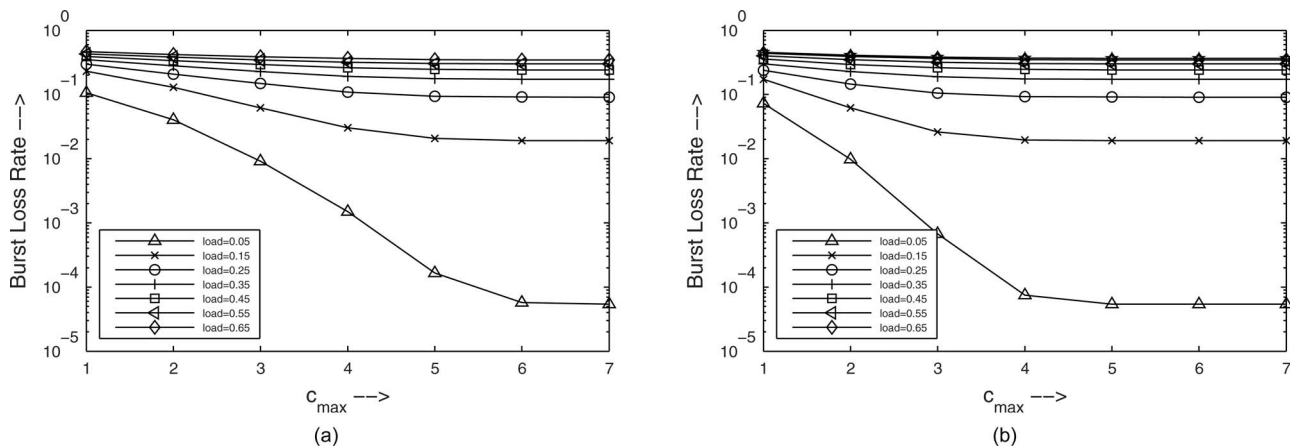 10^0
10^-1
10^-2
10^-3
10^-4
10^-5
Burst Loss Rate -->
load=0.05
load=0.15
load=0.25
load=0.35
load=0.45
load=0.55
load=0.65
1 2 3 4 5 6 7
c_max -->
(a)
10^0
10^-1
10^-2
10^-3
10^-4
10^-5
Burst Loss Rate -->
load=0.05
load=0.15
load=0.25
load=0.35
load=0.45
load=0.55
load=0.65
1 2 3 4 5 6 7
c_max -->
(b)